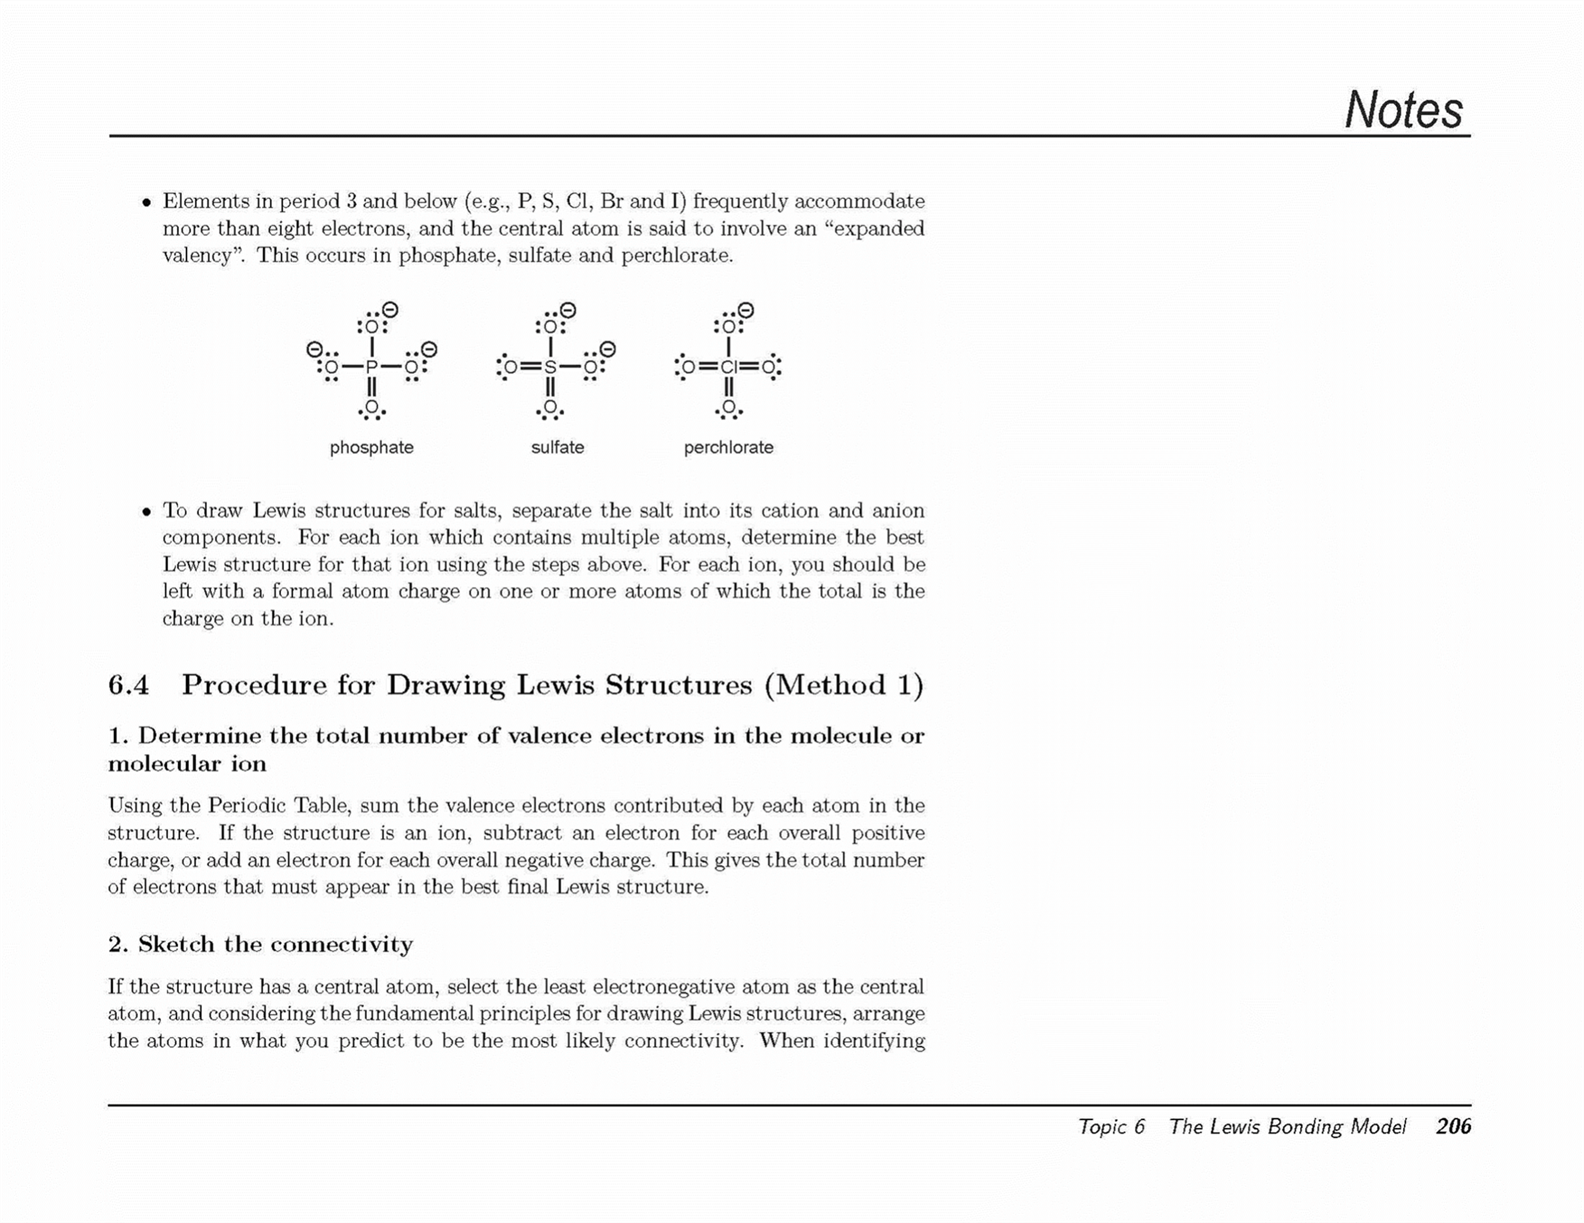 Notes
• Elements in period 3 and below (e.g., P, S, Cl, Br and I) frequently accommodate
more than eight electrons, and the central atom is said to involve an “expanded
valency”. This occurs in phosphate, sulfate and perchlorate.
⊖ ⊖ ⊖
:O: :O: :O:
⊖ ⊖ ⊖
:O—P—O: :O=S—O: :O=Cl=O:
O O O
phosphate sulfate perchlorate
• To draw Lewis structures for salts, separate the salt into its cation and anion
components. For each ion which contains multiple atoms, determine the best
Lewis structure for that ion using the steps above. For each ion, you should be
left with a formal atom charge on one or more atoms of which the total is the
charge on the ion.
6.4 Procedure for Drawing Lewis Structures (Method 1)
1. Determine the total number of valence electrons in the molecule or
molecular ion
Using the Periodic Table, sum the valence electrons contributed by each atom in the
structure. If the structure is an ion, subtract an electron for each overall positive
charge, or add an electron for each overall negative charge. This gives the total number
of electrons that must appear in the best final Lewis structure.
2. Sketch the connectivity
If the structure has a central atom, select the least electronegative atom as the central
atom, and considering the fundamental principles for drawing Lewis structures, arrange
the atoms in what you predict to be the most likely connectivity. When identifying
Topic 6 The Lewis Bonding Model 206